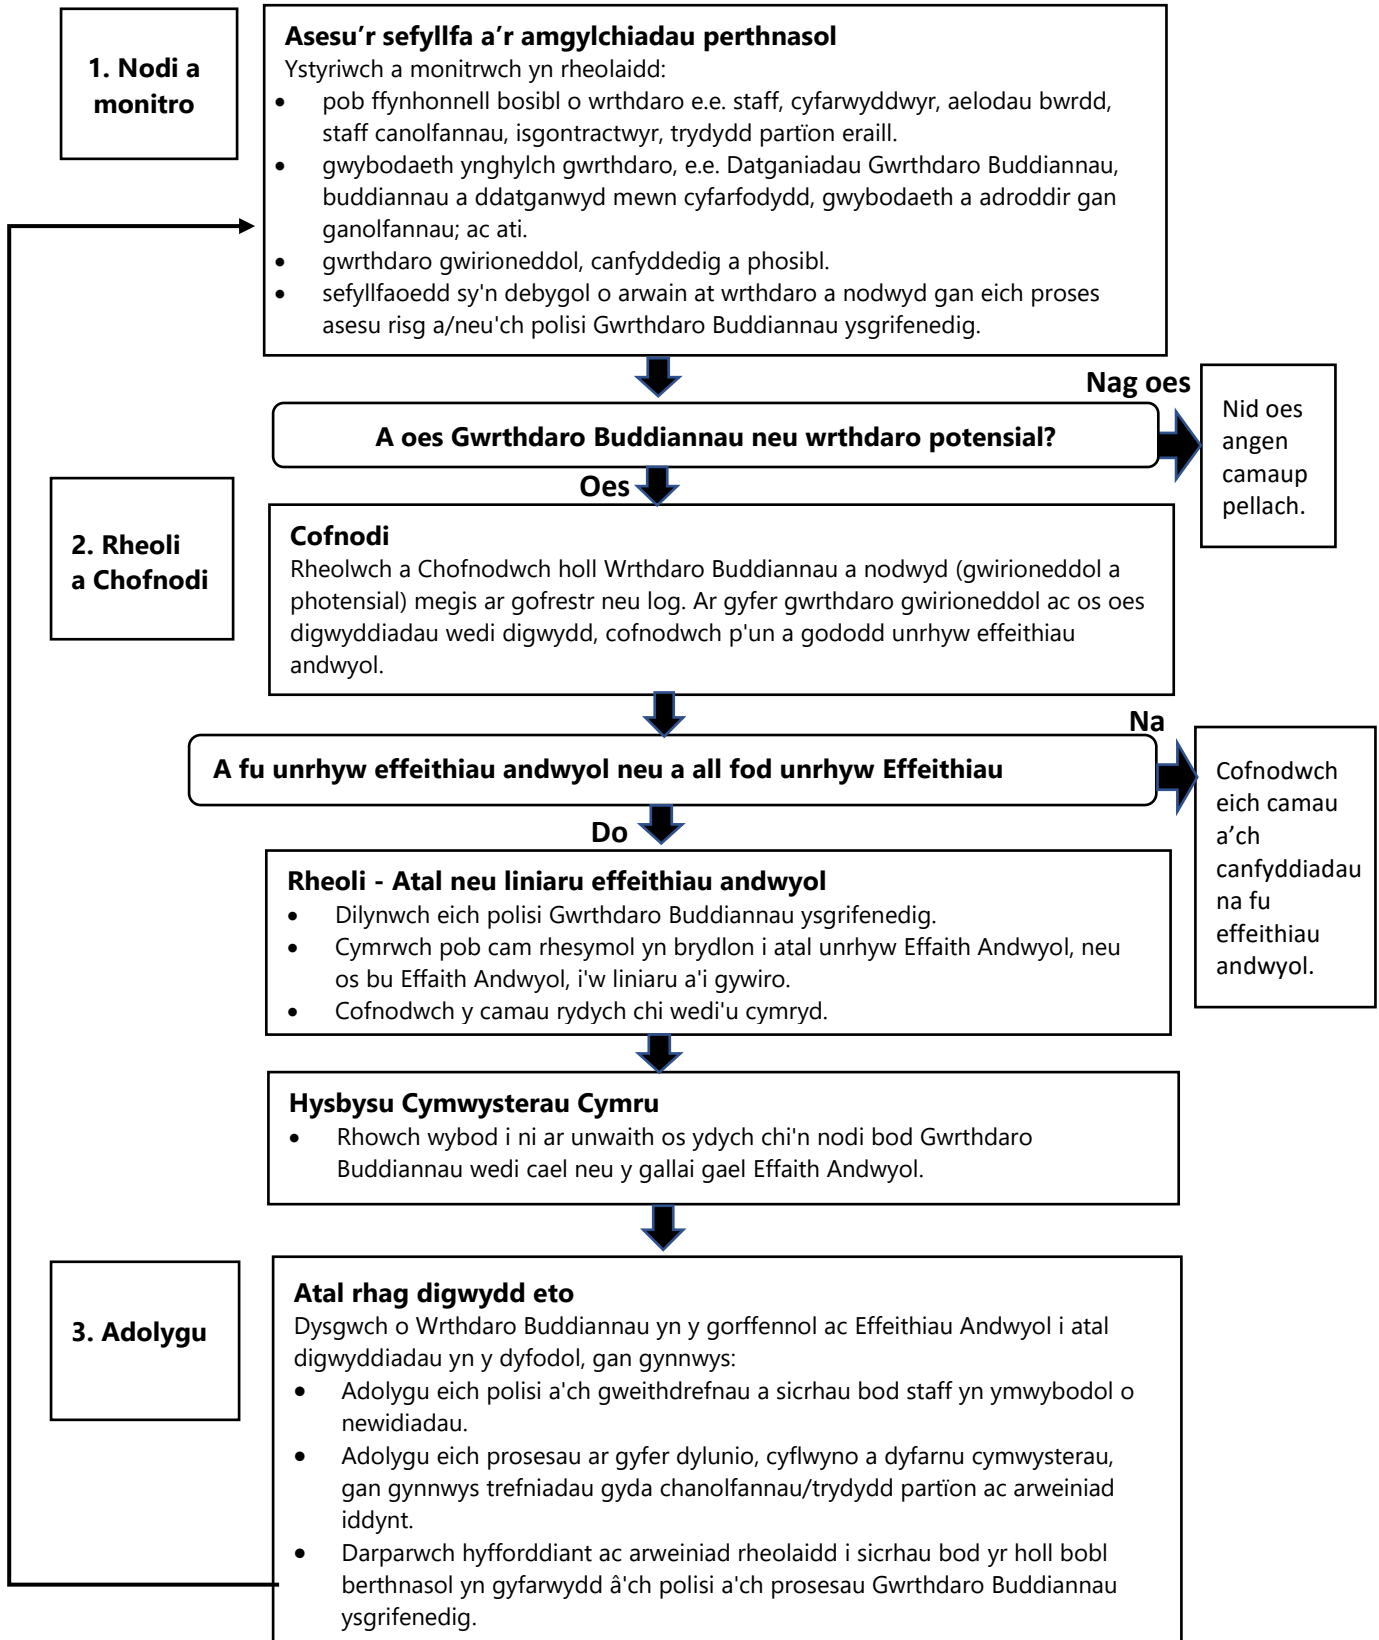 1. Nodi a
monitro
Asesu’r sefyllfa a’r amgylchiadau perthnasol
Ystyriwch a monitrwch yn rheolaidd:
• pob ffynhonnell bosibl o wrthdaro e.e. staff, cyfarwyddwyr, aelodau bwrdd,
staff canolfannau, isgontractwyr, trydydd partïon eraill.
• gwybodaeth ynghylch gwrthdaro, e.e. Datganiadau Gwrthdaro Buddiannau,
buddiannau a ddatganwyd mewn cyfarfodydd, gwybodaeth a adroddir gan
ganolfannau; ac ati.
• gwrthdaro gwirioneddol, canfyddedig a phosibl.
• sefyllfaoedd sy'n debygol o arwain at wrthdaro a nodwyd gan eich proses
asesu risg a/neu'ch polisi Gwrthdaro Buddiannau ysgrifenedig.
A oes Gwrthdaro Buddiannau neu wrthdaro potensial?
Nag oes
Nid oes
angen
camaup
pellach.
Oes
2. Rheoli
a Chofnodi
Cofnodi
Rheolwch a Chofnodwch holl Wrthdaro Buddiannau a nodwyd (gwirioneddol a
photensial) megis ar gofrestr neu log. Ar gyfer gwrthdaro gwirioneddol ac os oes
digwyddiadau wedi digwydd, cofnodwch p'un a gododd unrhyw effeithiau
andwyol.
A fu unrhyw effeithiau andwyol neu a all fod unrhyw Effeithiau
Na
Cofnodwch
eich camau
a’ch
canfyddiadau
na fu
effeithiau
andwyol.
Do
Rheoli - Atal neu liniaru effeithiau andwyol
• Dilynwch eich polisi Gwrthdaro Buddiannau ysgrifenedig.
• Cymrwch pob cam rhesymol yn brydlon i atal unrhyw Effaith Andwyol, neu
os bu Effaith Andwyol, i'w liniaru a'i gywiro.
• Cofnodwch y camau rydych chi wedi'u cymryd.
Hysbysu Cymwysterau Cymru
• Rhowch wybod i ni ar unwaith os ydych chi'n nodi bod Gwrthdaro
Buddiannau wedi cael neu y gallai gael Effaith Andwyol.
3. Adolygu
Atal rhag digwydd eto
Dysgwch o Wrthdaro Buddiannau yn y gorffennol ac Effeithiau Andwyol i atal
digwyddiadau yn y dyfodol, gan gynnwys:
• Adolygu eich polisi a'ch gweithdrefnau a sicrhau bod staff yn ymwybodol o
newidiadau.
• Adolygu eich prosesau ar gyfer dylunio, cyflwyno a dyfarnu cymwysterau,
gan gynnwys trefniadau gyda chanolfannau/trydydd partïon ac arweiniad
iddynt.
• Darparwch hyfforddiant ac arweiniad rheolaidd i sicrhau bod yr holl bobl
berthnasol yn gyfarwydd â'ch polisi a'ch prosesau Gwrthdaro Buddiannau
ysgrifenedig.